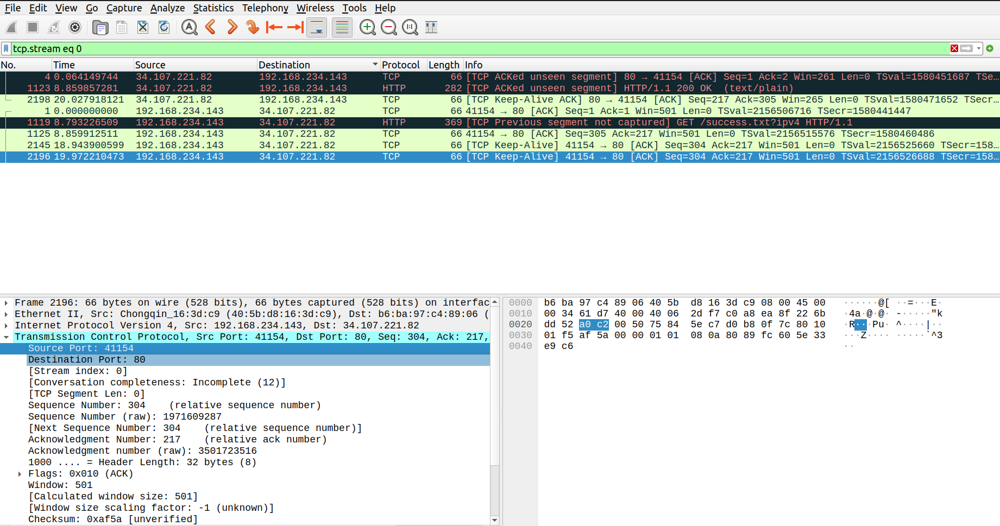 File Edit View Go Capture Analyze Statistics Telephony Wireless Tools Help
tcp.stream eq 0
No. Time Source Destination Protocol Length Info
4 0.064149744 34.107.221.82 192.168.234.143 TCP 66 [TCP ACKed unseen segment] 80 → 41154 [ACK] Seq=1 Ack=2 Win=261 Len=0 TSval=1580451687 TSe…
1123 8.859857281 34.107.221.82 192.168.234.143 HTTP 282 [TCP ACKed unseen segment] HTTP/1.1 200 OK (text/plain)
2198 20.027918121 34.107.221.82 192.168.234.143 TCP 66 [TCP Keep-Alive ACK] 80 → 41154 [ACK] Seq=217 Ack=305 Win=265 Len=0 TSval=1580471652 TSecr…
1 0.000000000 192.168.234.143 34.107.221.82 TCP 66 41154 → 80 [ACK] Seq=1 Ack=1 Win=501 Len=0 TSval=2156506716 TSecr=1580441447
1119 8.793226509 192.168.234.143 34.107.221.82 HTTP 369 [TCP Previous segment not captured] GET /success.txt?ipv4 HTTP/1.1
1125 8.859912511 192.168.234.143 34.107.221.82 TCP 66 41154 → 80 [ACK] Seq=305 Ack=217 Win=501 Len=0 TSval=2156515576 TSecr=1580460486
2145 18.943900599 192.168.234.143 34.107.221.82 TCP 66 [TCP Keep-Alive] 41154 → 80 [ACK] Seq=304 Ack=217 Win=501 Len=0 TSval=2156525660 TSecr=158…
2196 19.972210473 192.168.234.143 34.107.221.82 TCP 66 [TCP Keep-Alive] 41154 → 80 [ACK] Seq=304 Ack=217 Win=501 Len=0 TSval=2156526688 TSecr=158…
Frame 2196: 66 bytes on wire (528 bits), 66 bytes captured (528 bits) on interfac
Ethernet II, Src: Chongqin_16:3d:c9 (40:5b:d8:16:3d:c9), Dst: b6:ba:97:c4:89:06 (
Internet Protocol Version 4, Src: 192.168.234.143, Dst: 34.107.221.82
Transmission Control Protocol, Src Port: 41154, Dst Port: 80, Seq: 304, Ack: 217,
Source Port: 41154
Destination Port: 80
[Stream index: 0]
[Conversation completeness: Incomplete (12)]
[TCP Segment Len: 0]
Sequence Number: 304 (relative sequence number)
Sequence Number (raw): 1971609287
[Next Sequence Number: 304 (relative sequence number)]
Acknowledgment Number: 217 (relative ack number)
Acknowledgment number (raw): 3501723516
1000 .... = Header Length: 32 bytes (8)
Flags: 0x010 (ACK)
Window: 501
[Calculated window size: 501]
[Window size scaling factor: -1 (unknown)]
Checksum: 0xaf5a [unverified]
0000 b6 ba 97 c4 89 06 40 5b d8 16 3d c9 08 00 45 00 ······@[ ··=···E·
0010 00 34 61 d7 40 00 40 06 2d f7 c0 a8 ea 8f 22 6b ·4a·@·@· -·····"k
0020 dd 52 a0 c2 00 50 75 84 5e c7 d0 b8 0f 7c 80 10 ·R···Pu· ^····|··
0030 01 f5 af 5a 00 00 01 01 08 0a 80 89 fc 60 5e 33 ···Z···· ·····`^3
0040 e9 c6 ··